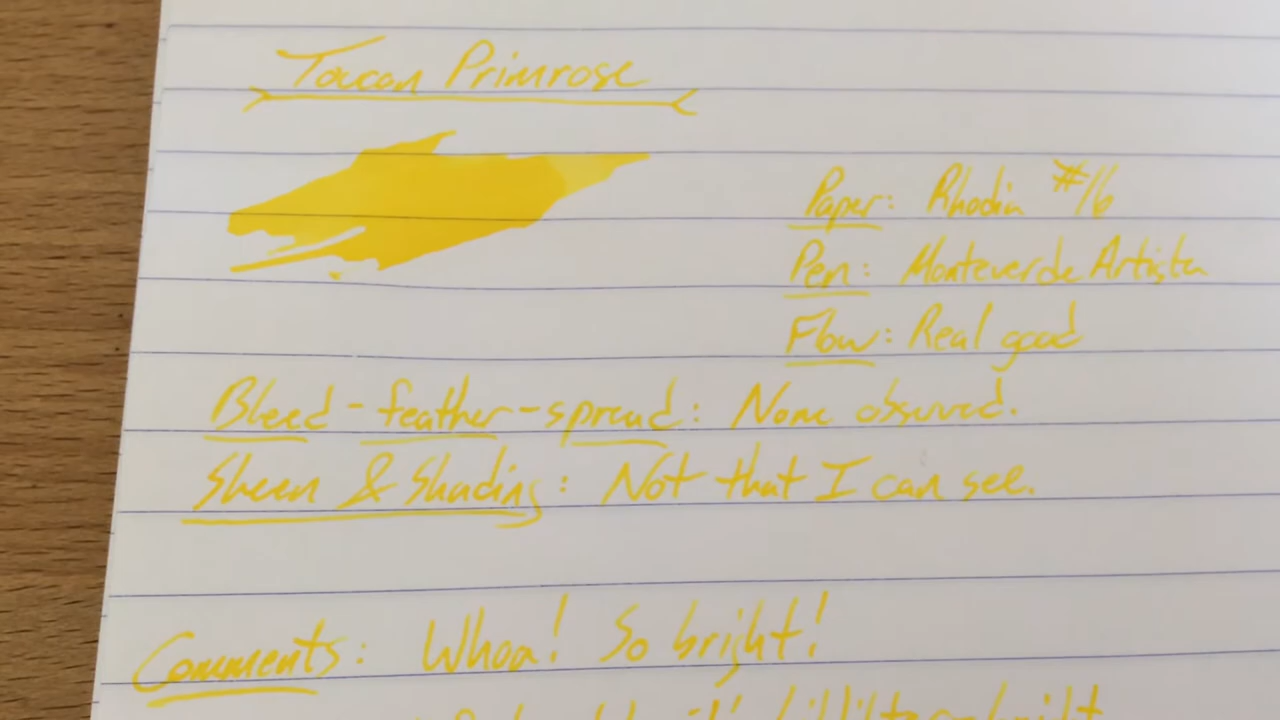 Toucan Primrose
Paper: Rhodia #16
Pen: Monteverde Artista
Flow: Real good
Bleed-feather-spread: None observed.
Sheen & Shading: Not that I can see.
Comments: Whoa! So bright!